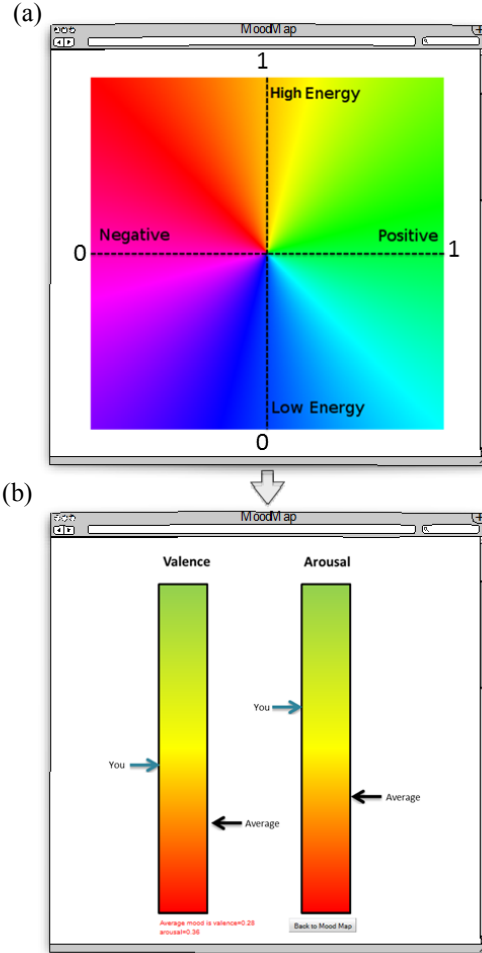 (a)
MoodMap
1
High Energy
Negative
Positive
0
1
Low Energy
0
(b)
MoodMap
Valence
Arousal
You
You
Average
Average
Average mood is valence=0.28
arousal=0.36
Back to Mood Map